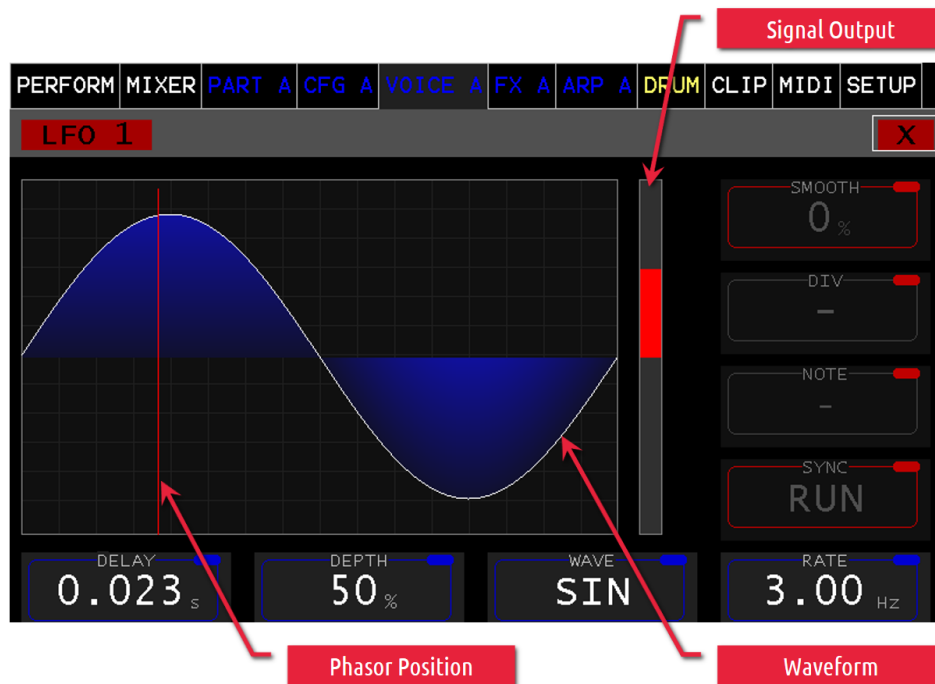 Signal Output
PERFORM MIXER PART A CFG A VOICE A FX A ARP A DRUM CLIP MIDI SETUP
LFO 1 X
SMOOTH
0 %
DIV
-
NOTE
-
SYNC
RUN
DELAY DEPTH WAVE RATE
0.023 s 50 % SIN 3.00 Hz
Phasor Position Waveform